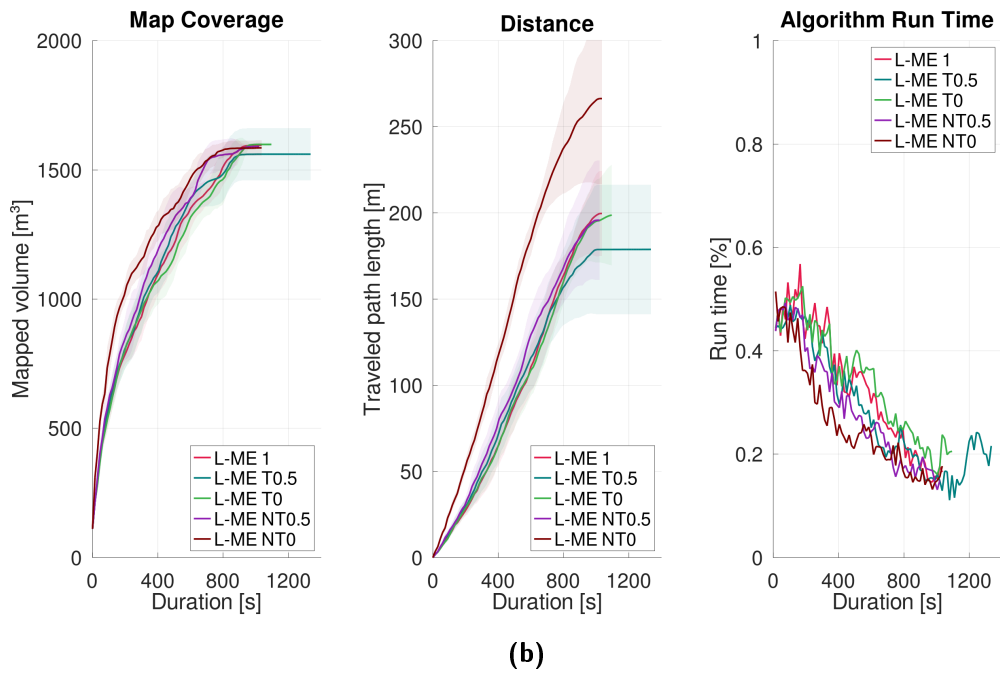 Map Coverage
2000
1500
1000
500
0
0
400
800
1200
Mapped volume [m³]
Duration [s]
L-ME 1
L-ME T0.5
L-ME T0
L-ME NT0.5
L-ME NT0
Distance
300
250
200
150
100
50
0
0
400
800
1200
Traveled path length [m]
Duration [s]
L-ME 1
L-ME T0.5
L-ME T0
L-ME NT0.5
L-ME NT0
Algorithm Run Time
1
0.8
0.6
0.4
0.2
0
0
400
800
1200
Run time [%]
Duration [s]
L-ME 1
L-ME T0.5
L-ME T0
L-ME NT0.5
L-ME NT0
(b)